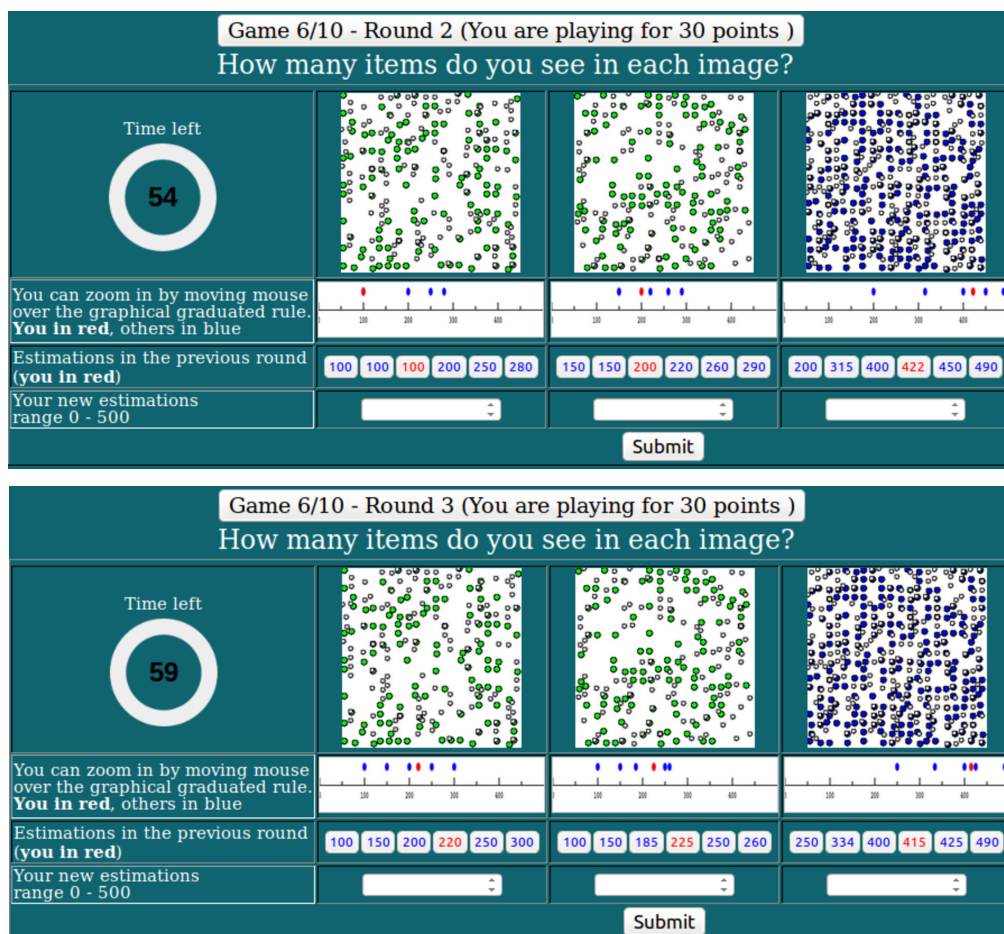 Game 6/10 - Round 2 (You are playing for 30 points )
How many items do you see in each image?
Time left
54
You can zoom in by moving mouse
over the graphical graduated rule.
You in red, others in blue
100 200 300 400
100 200 300 400
100 200 300 400
Estimations in the previous round
(you in red)
100 100 100 200 250 280
150 150 200 220 260 290
200 315 400 422 450 490
Your new estimations
range 0 - 500
Submit
Game 6/10 - Round 3 (You are playing for 30 points )
How many items do you see in each image?
Time left
59
You can zoom in by moving mouse
over the graphical graduated rule.
You in red, others in blue
100 200 300 400
100 200 300 400
100 200 300 400
Estimations in the previous round
(you in red)
100 150 200 220 250 300
100 150 185 225 250 260
250 334 400 415 425 490
Your new estimations
range 0 - 500
Submit